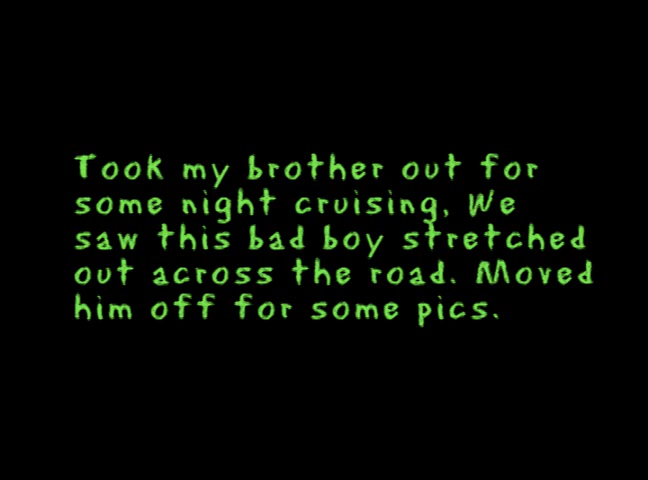 Took my brother out for
some night cruising, We
saw this bad boy stretched
out across the road. Moved
him off for some pics.